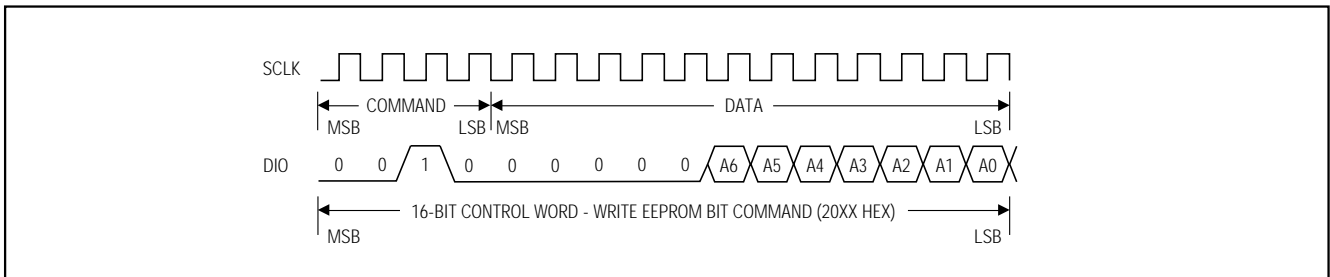 SCLK
COMMAND DATA
MSB LSB MSB LSB
DIO 0 0 1 0 0 0 0 0 0 A6 A5 A4 A3 A2 A1 A0
16-BIT CONTROL WORD - WRITE EEPROM BIT COMMAND (20XX HEX)
MSB LSB